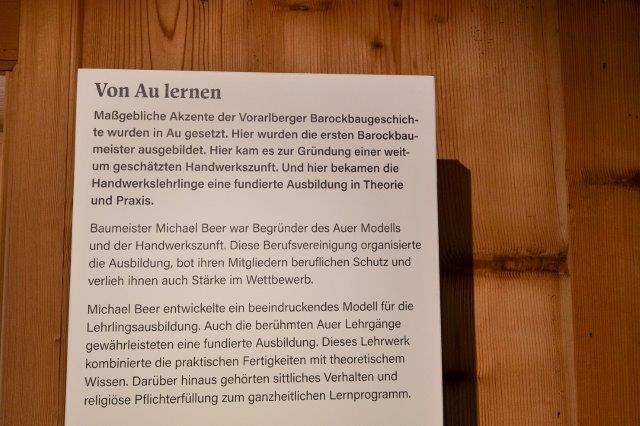 Von Au lernen
Maßgebliche Akzente der Vorarlberger Barockbaugeschich-
te wurden in Au gesetzt. Hier wurden die ersten Barockbau-
meister ausgebildet. Hier kam es zur Gründung einer weit-
um geschätzten Handwerkszunft. Und hier bekamen die
Handwerkslehrlinge eine fundierte Ausbildung in Theorie
und Praxis.
Baumeister Michael Beer war Begründer des Auer Modells
und der Handwerkszunft. Diese Berufsvereinigung organisierte
die Ausbildung, bot ihren Mitgliedern beruflichen Schutz und
verlieh ihnen auch Stärke im Wettbewerb.
Michael Beer entwickelte ein beeindruckendes Modell für die
Lehrlingsausbildung. Auch die berühmten Auer Lehrgänge
gewährleisteten eine fundierte Ausbildung. Dieses Lehrwerk
kombinierte die praktischen Fertigkeiten mit theoretischem
Wissen. Darüber hinaus gehörten sittliches Verhalten und
religiöse Pflichterfüllung zum ganzheitlichen Lernprogramm.